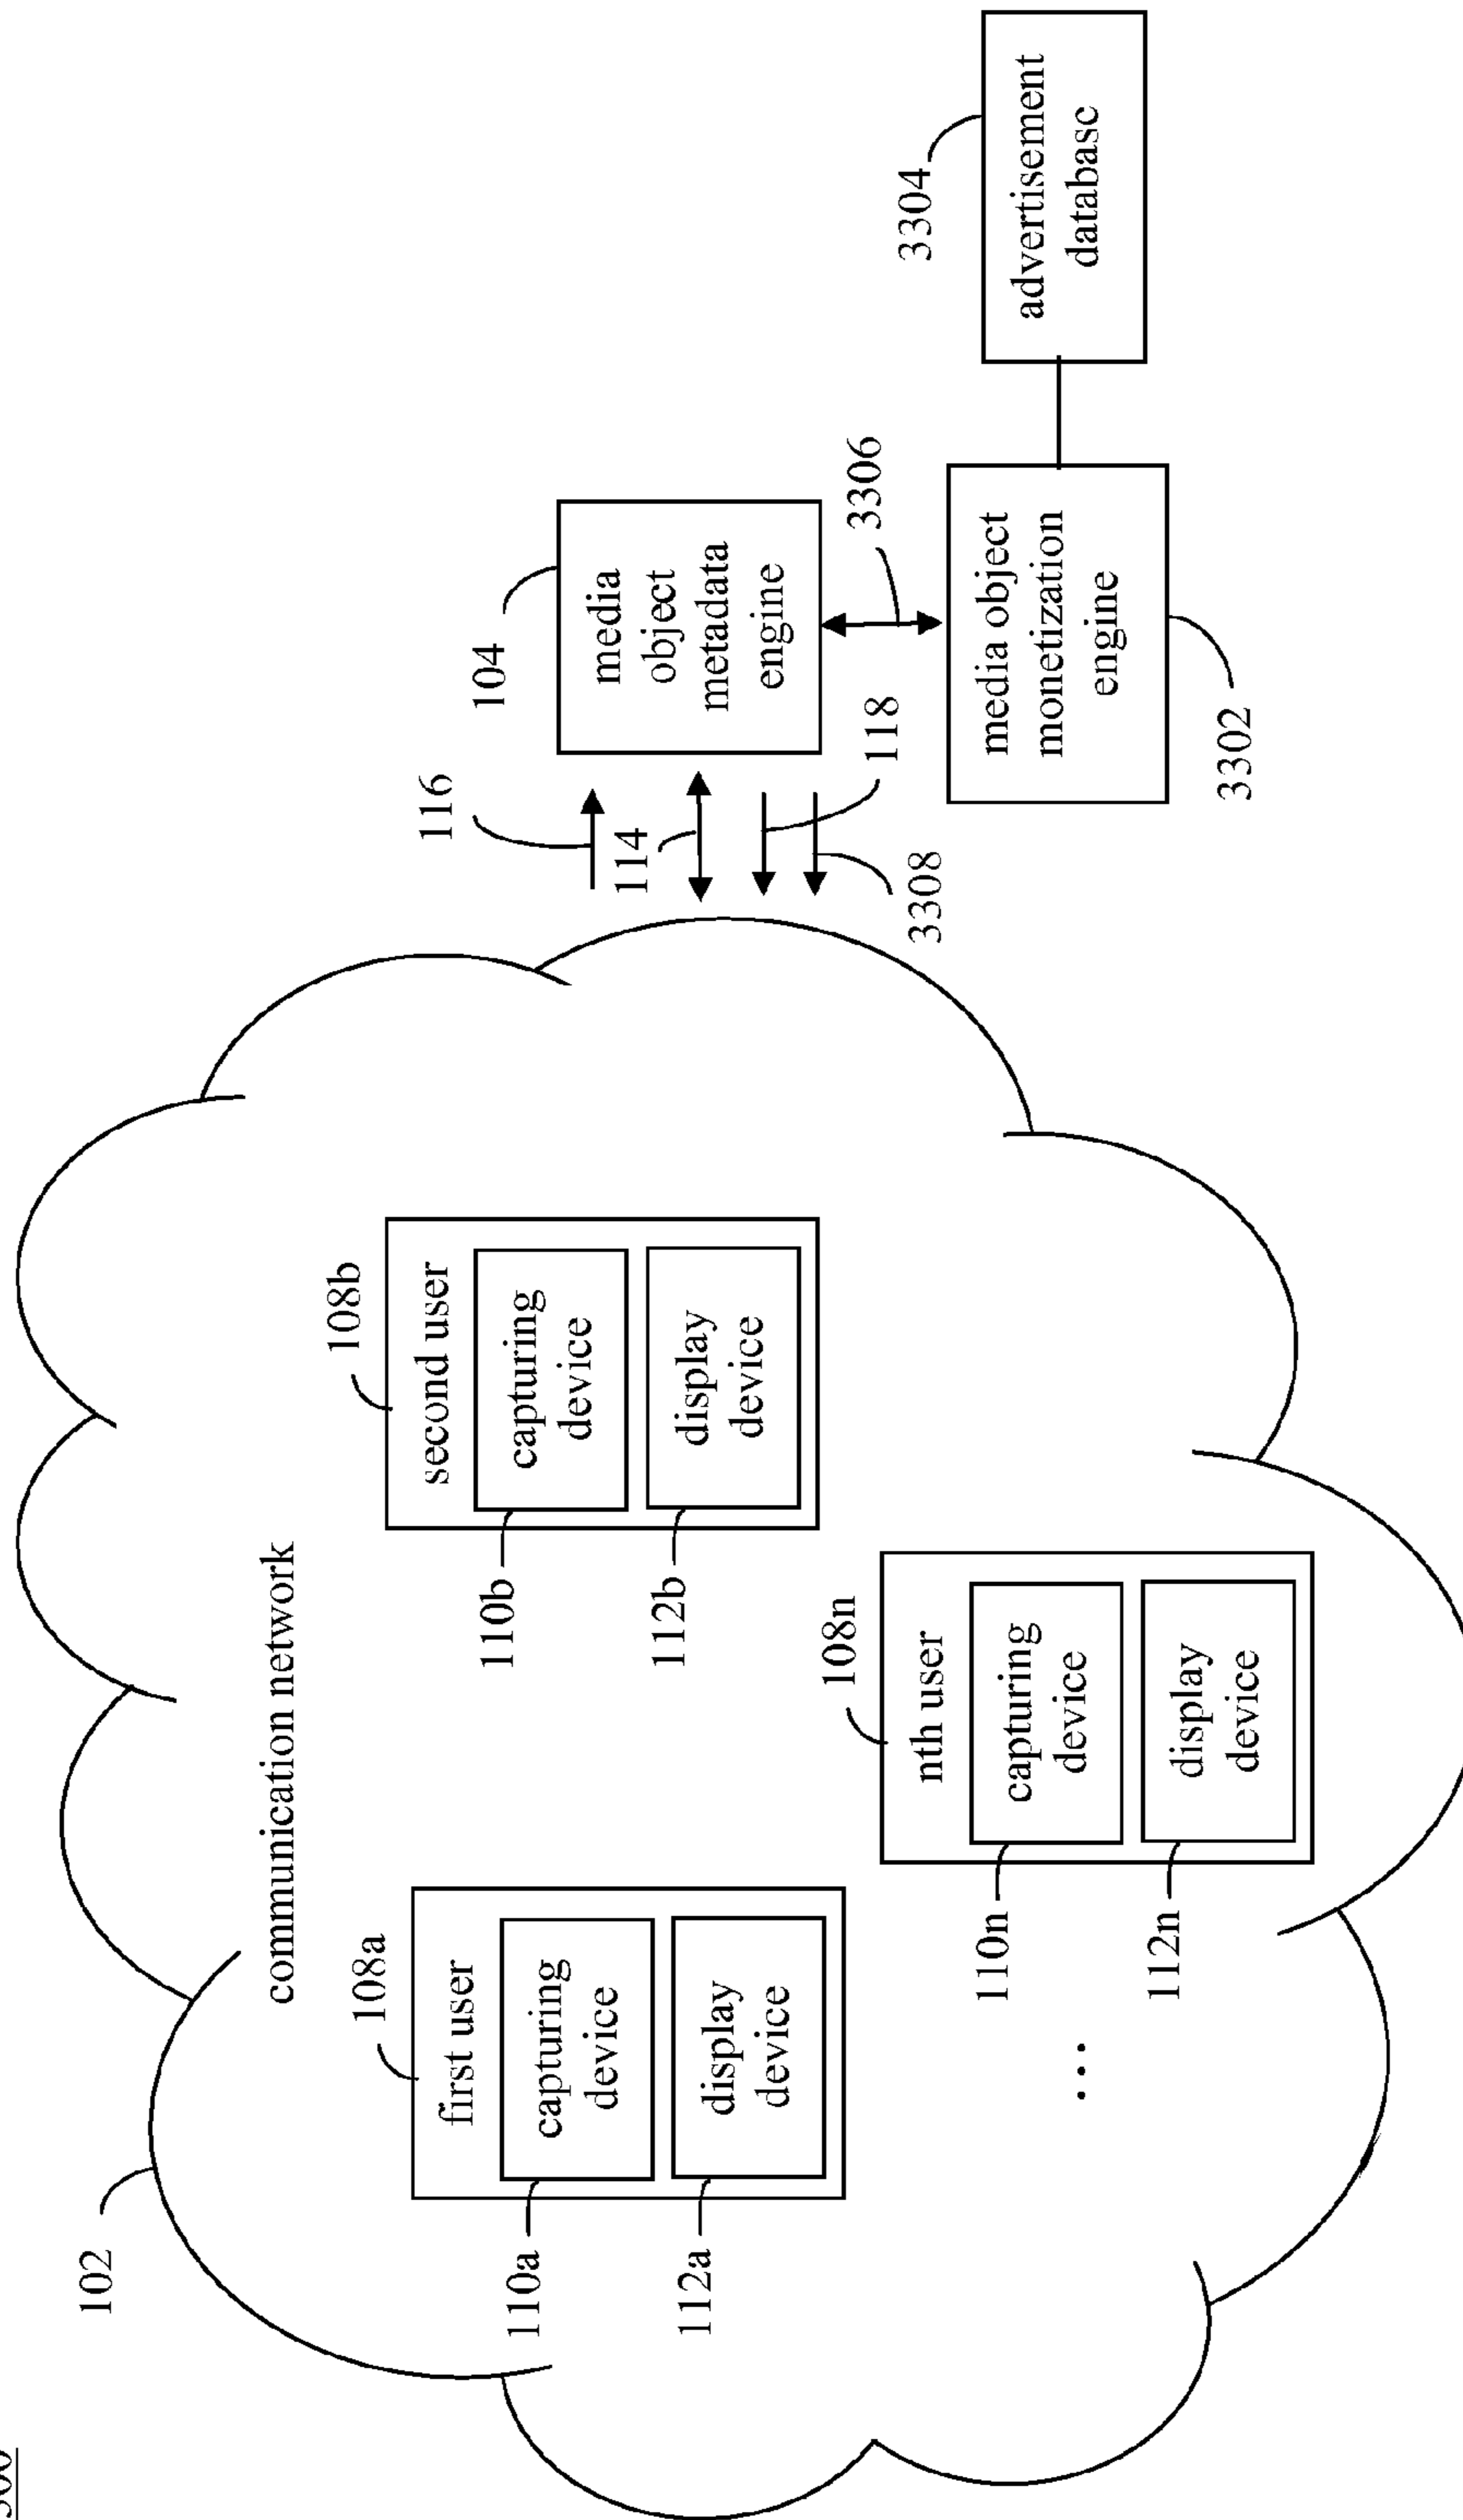 102
communication network
108a
first user
110a
capturing
device
112a
display
device
108b
second user
110b
capturing
device
112b
display
device
108n
nth user
110n
capturing
device
112n
display
device
...
116
114
118
3308
104
media
object
metadata
engine
3306
media object
monetization
engine
3302
3304
advertisement
database